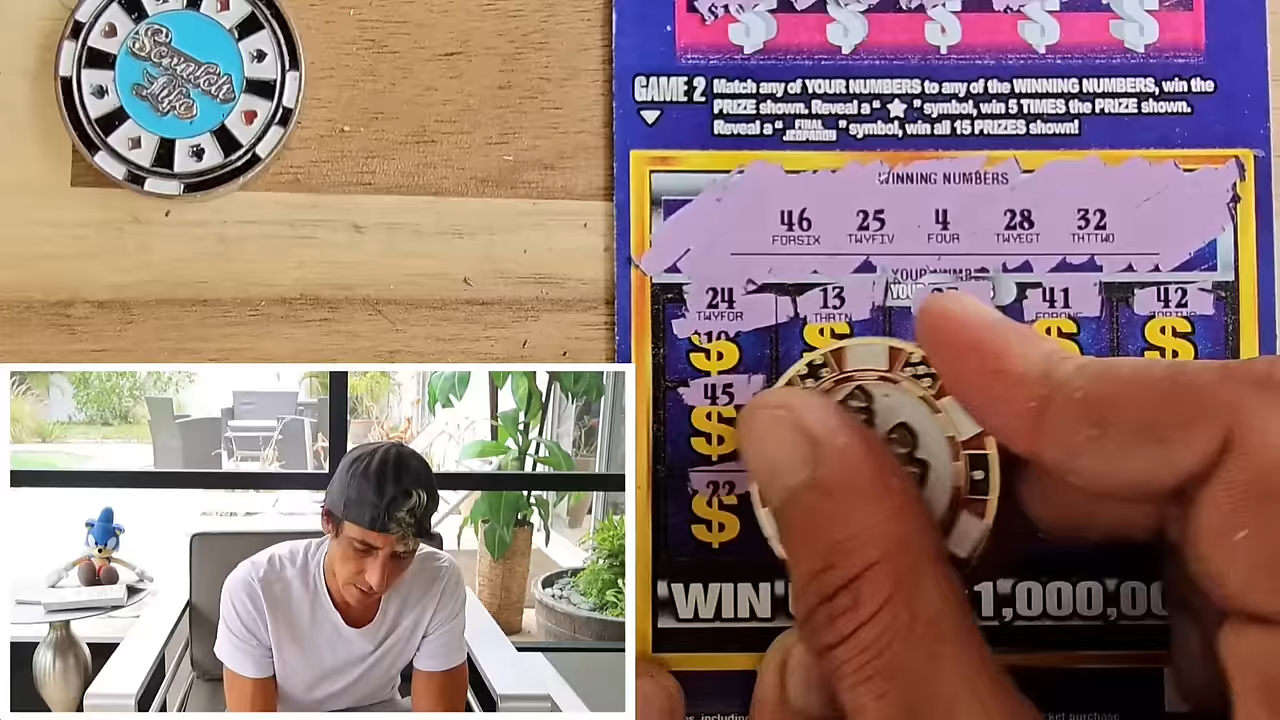 Scratch
Life
GAME 2 Match any of YOUR NUMBERS to any of the WINNING NUMBERS, win the
PRIZE shown. Reveal a " " symbol, win 5 TIMES the PRIZE shown.
Reveal a " FINAL JEOPARDY " symbol, win all 15 PRIZES shown!
WINNING NUMBERS
46 25 4 28 32
FORSIX TWYFIV FOUR TWYEGT THTTWO
24 13 41 42
TWYFOR THRTN FORONE
45
22
WIN 1,000,00